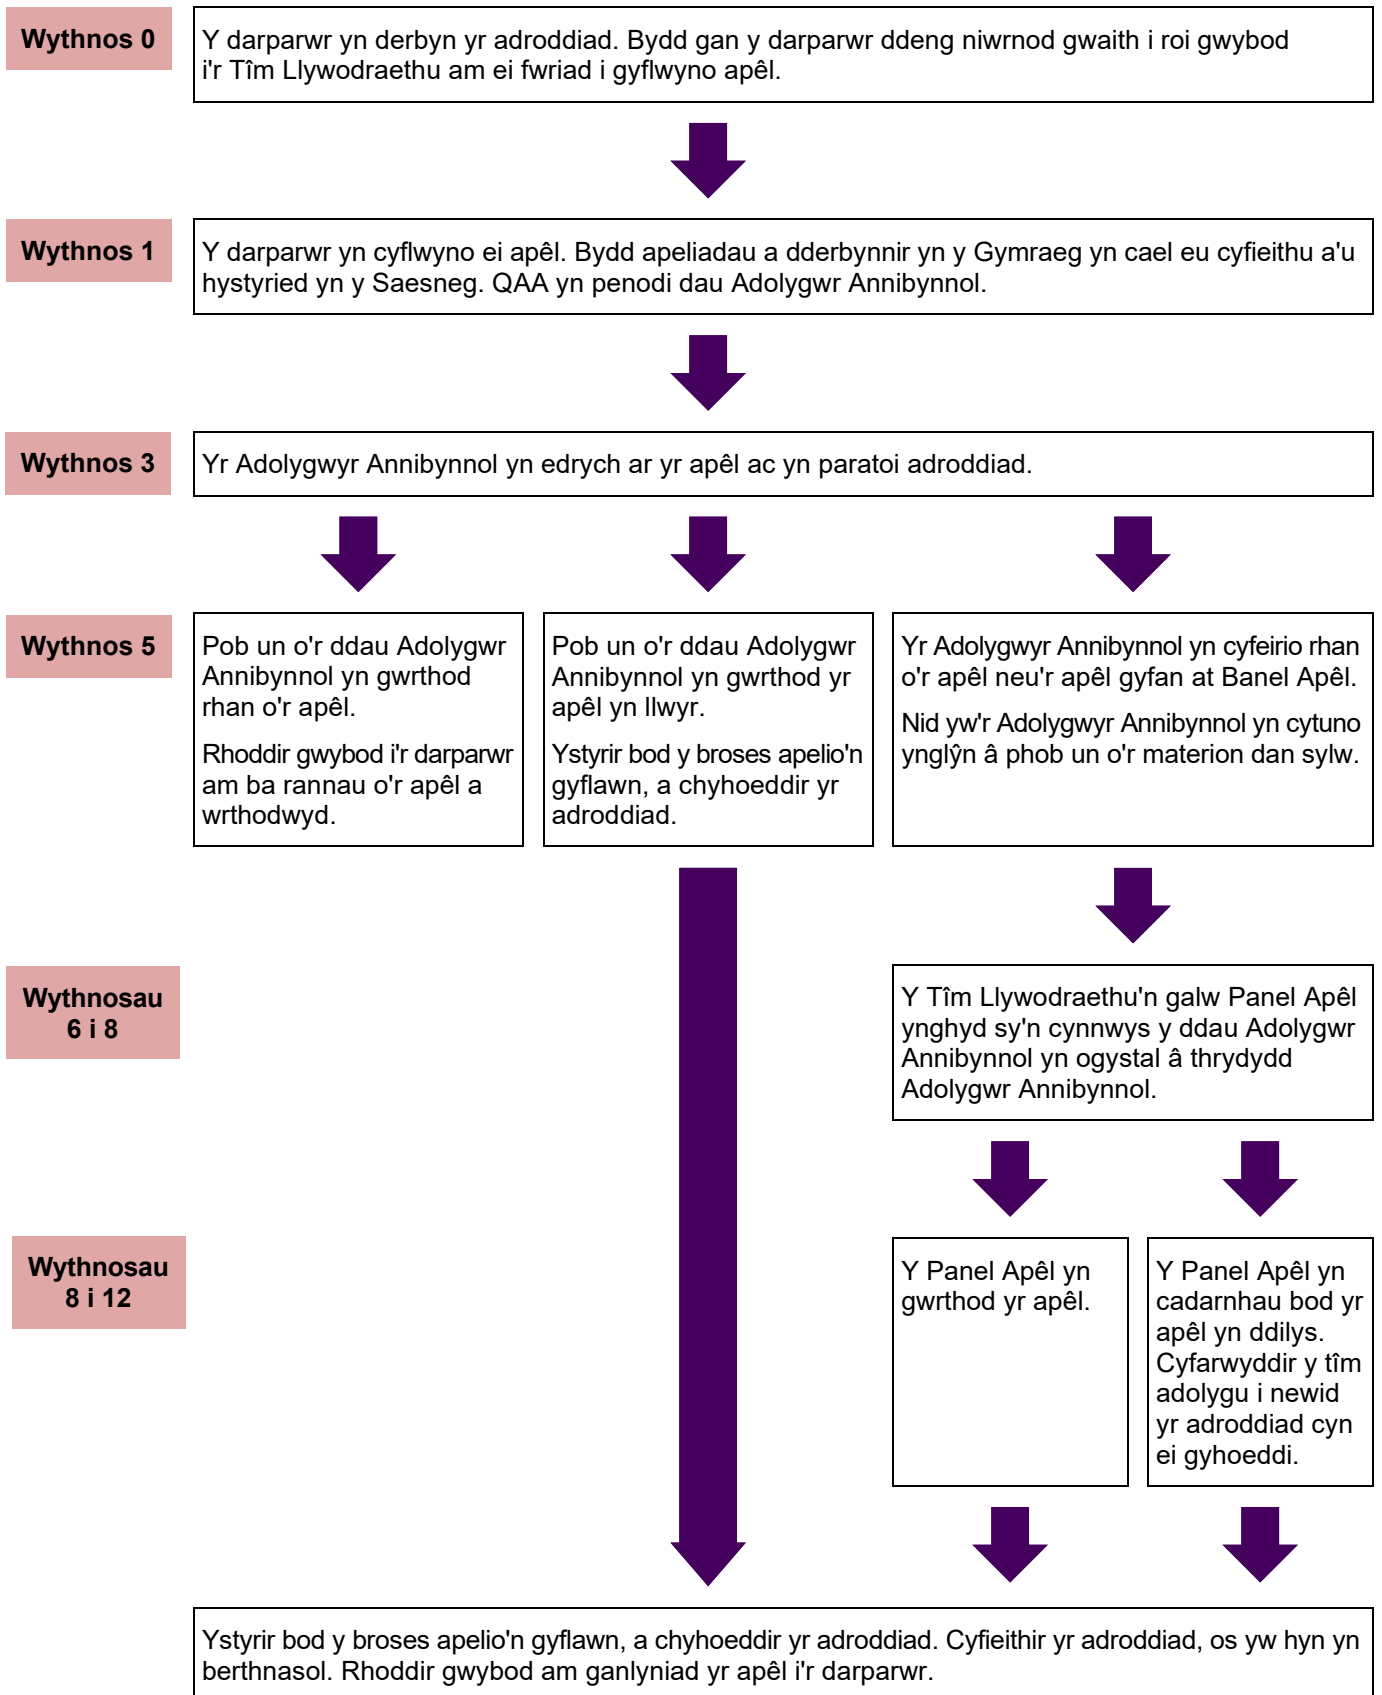 Wythnos 0
Y darparwr yn derbyn yr adroddiad. Bydd gan y darparwr ddeng niwrnod gwaith i roi gwybod
i'r Tîm Llywodraethu am ei fwriad i gyflwyno apêl.
Wythnos 1
Y darparwr yn cyflwyno ei apêl. Bydd apeliadau a dderbynnir yn y Gymraeg yn cael eu cyfieithu a'u
hystyried yn y Saesneg. QAA yn penodi dau Adolygwr Annibynnol.
Wythnos 3
Yr Adolygwyr Annibynnol yn edrych ar yr apêl ac yn paratoi adroddiad.
Wythnos 5
Pob un o'r ddau Adolygwr
Annibynnol yn gwrthod
rhan o'r apêl.
Rhoddir gwybod i'r darparwr
am ba rannau o'r apêl a
wrthodwyd.
Pob un o'r ddau Adolygwr
Annibynnol yn gwrthod yr
apêl yn llwyr.
Ystyrir bod y broses apelio'n
gyflawn, a chyhoeddir yr
adroddiad.
Yr Adolygwyr Annibynnol yn cyfeirio rhan
o'r apêl neu'r apêl gyfan at Banel Apêl.
Nid yw'r Adolygwyr Annibynnol yn cytuno
ynglŷn â phob un o'r materion dan sylw.
Wythnosau
6 i 8
Y Tîm Llywodraethu'n galw Panel Apêl
ynghyd sy'n cynnwys y ddau Adolygwr
Annibynnol yn ogystal â thrydydd
Adolygwr Annibynnol.
Wythnosau
8 i 12
Y Panel Apêl yn
gwrthod yr apêl.
Y Panel Apêl yn
cadarnhau bod yr
apêl yn ddilys.
Cyfarwyddir y tîm
adolygu i newid
yr adroddiad cyn
ei gyhoeddi.
Ystyrir bod y broses apelio'n gyflawn, a chyhoeddir yr adroddiad. Cyfieithir yr adroddiad, os yw hyn yn
berthnasol. Rhoddir gwybod am ganlyniad yr apêl i'r darparwr.